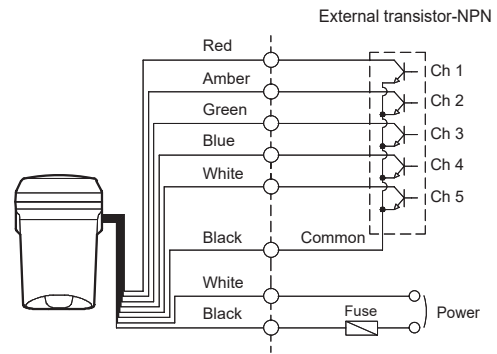 External transistor-NPN
Red
Ch 1
Amber
Ch 2
Green
Ch 3
Blue
Ch 4
White
Ch 5
Black
Common
White
Black
Fuse
Power